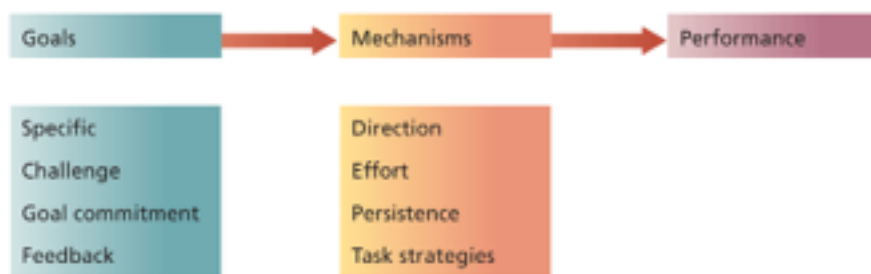 Goals
Mechanisms
Performance
Specific
Challenge
Goal commitment
Feedback
Direction
Effort
Persistence
Task strategies